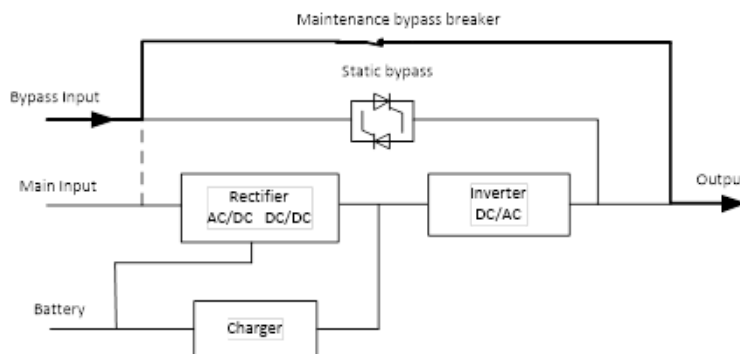 Maintenance bypass breaker
Static bypass
Bypass Input
Main Input
Rectifier
AC/DC DC/DC
Inverter
DC/AC
Output
Battery
Charger